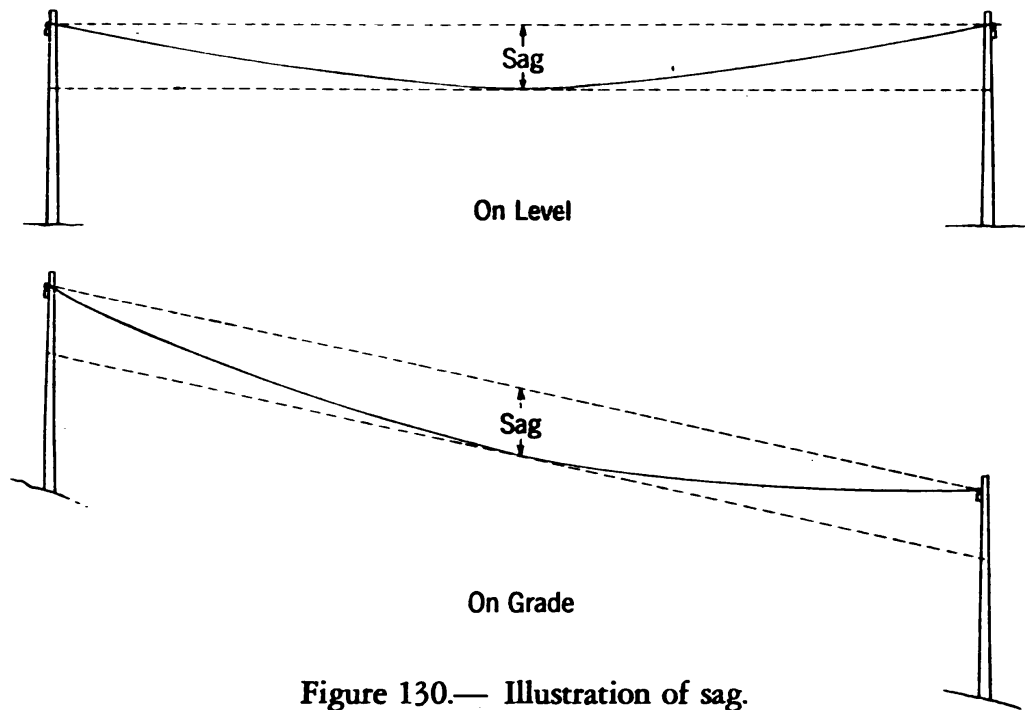 Sag
On Level
Sag
On Grade
Figure 130.— Illustration of sag.